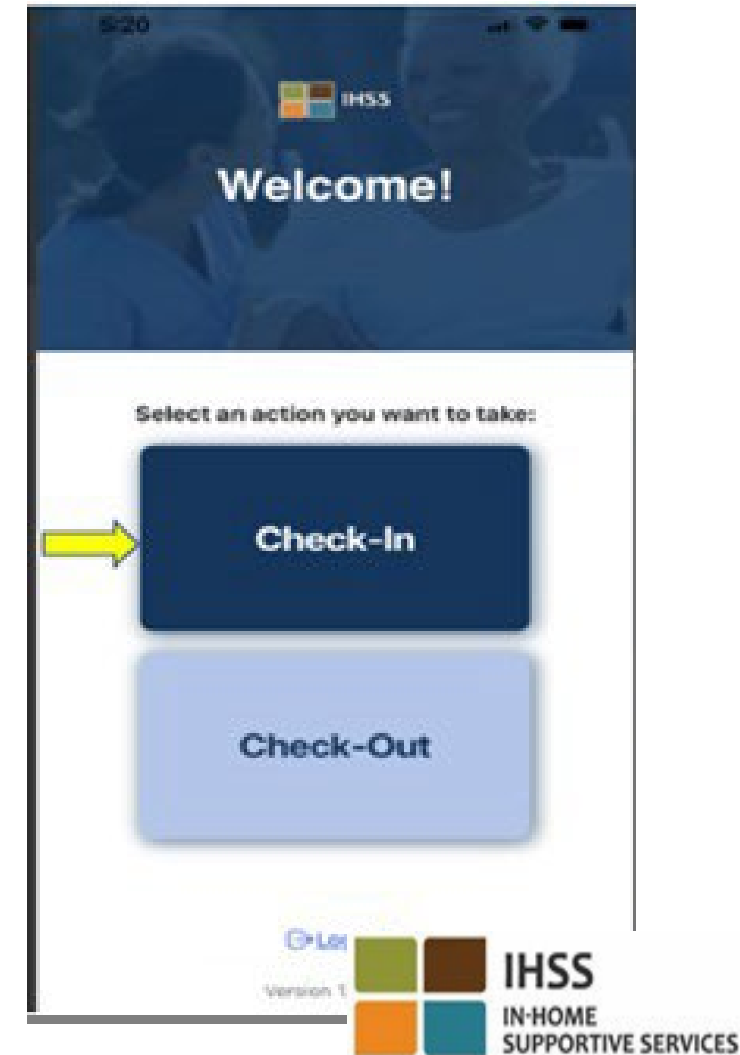 5:20
IHSS
Welcome!
Select an action you want to take:
Check-In
Check-Out
Version
IHSS
IN-HOME
SUPPORTIVE SERVICES